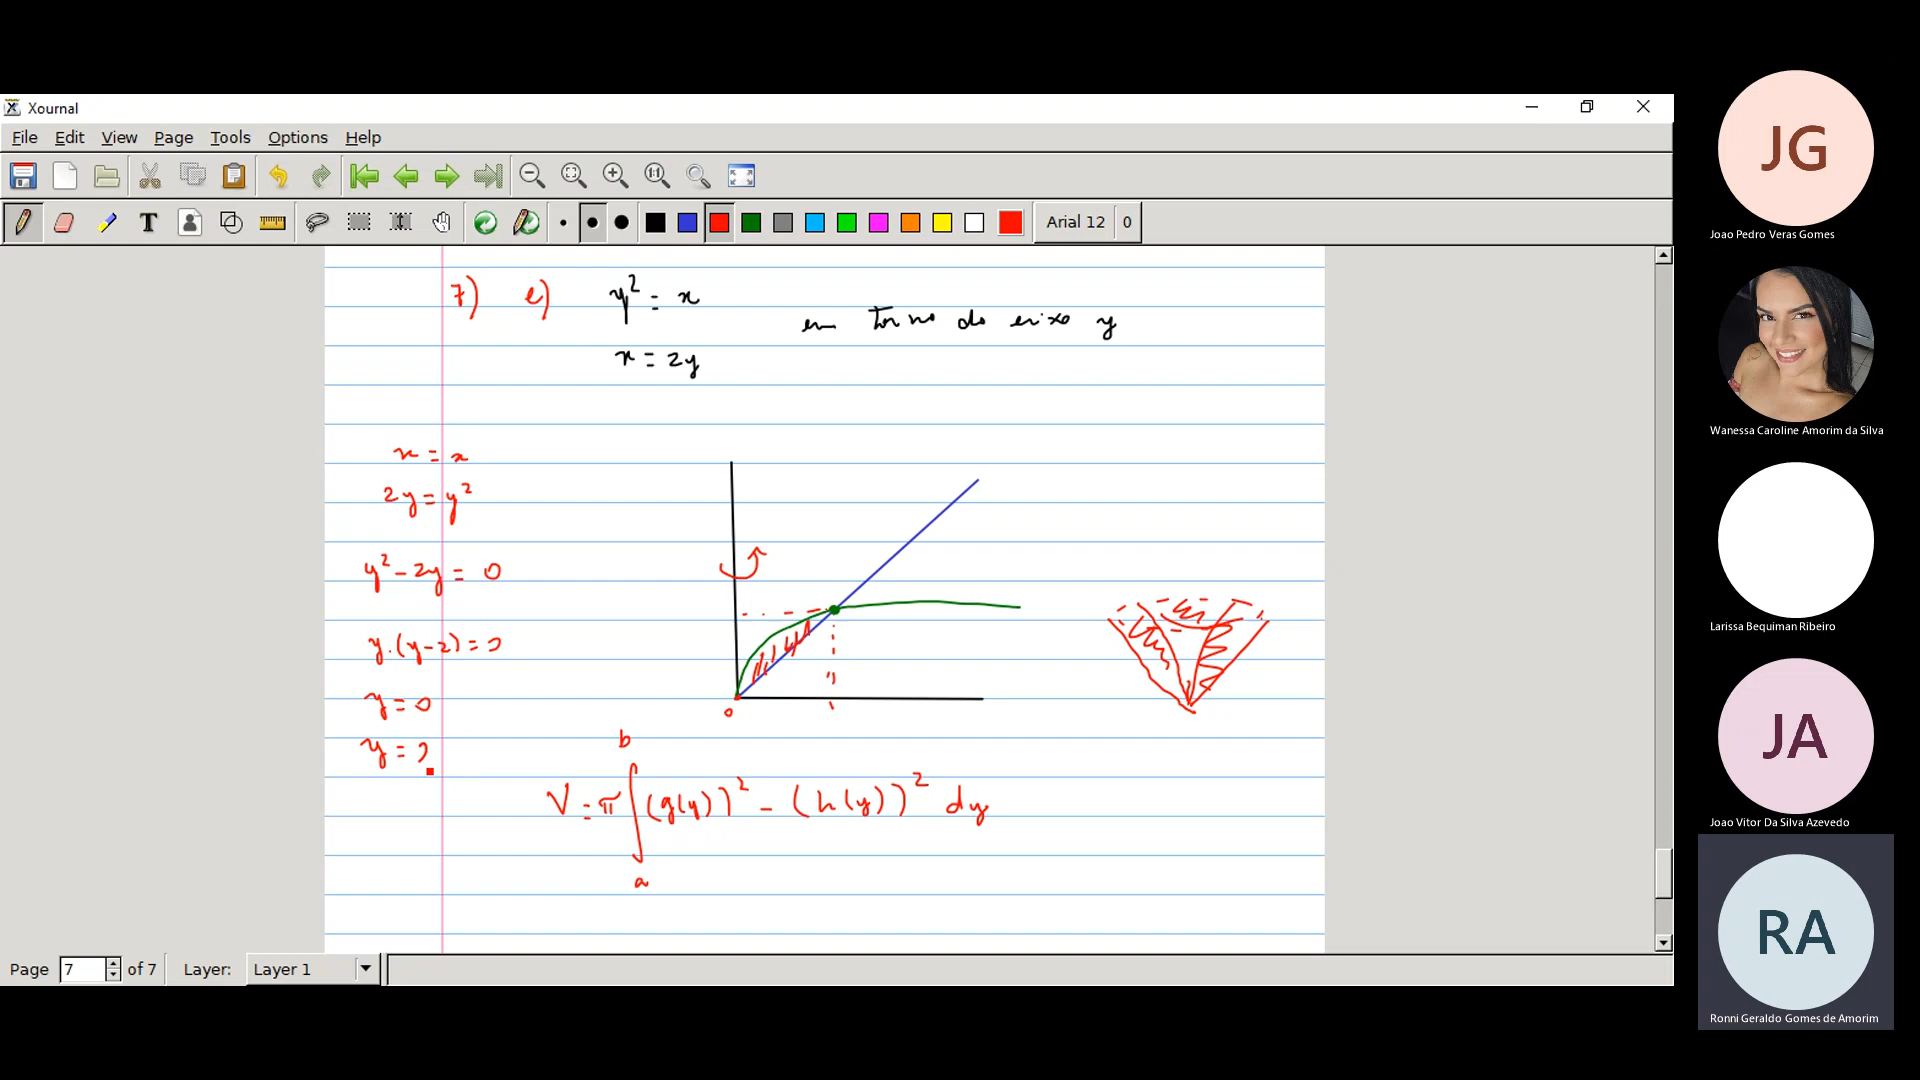 Xournal
File Edit View Page Tools Options Help
Arial 12 0
7) e) y² = x
em torno do eixo y
x = 2y
x = x
2y = y²
y² - 2y = 0
y.(y-2) = 0
y = 0
y = 2
0
b
V = π ∫ (g(y))² - (h(y))² dy
a
Page 7 of 7 Layer: Layer 1
JG
Joao Pedro Veras Gomes
Wanessa Caroline Amorim da Silva
Larissa Bequiman Ribeiro
JA
Joao Vitor Da Silva Azevedo
RA
Ronni Geraldo Gomes de Amorim